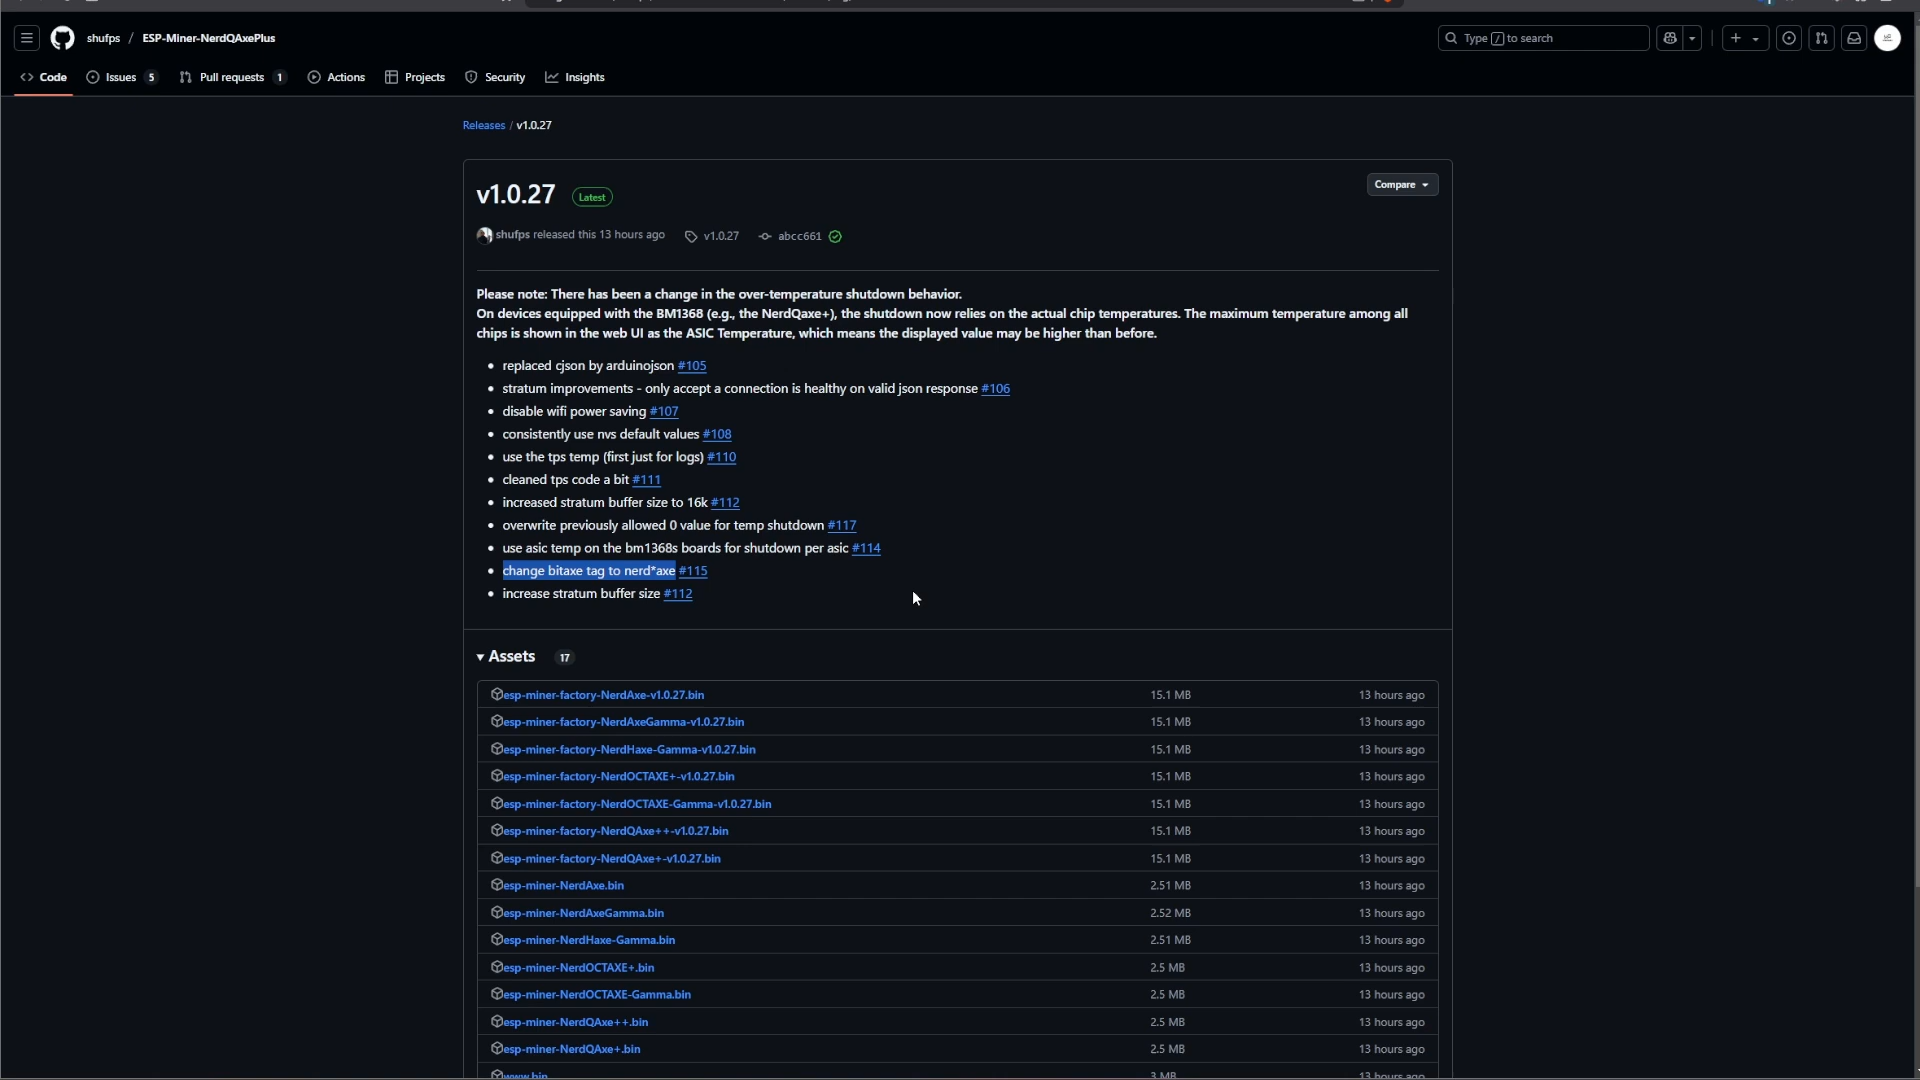 shufps / ESP-Miner-NerdQAxePlus
Type / to search
Code Issues 5 Pull requests 1 Actions Projects Security Insights
Releases / v1.0.27
v1.0.27 Latest
Compare
shufps released this 13 hours ago v1.0.27 abcc661
Please note: There has been a change in the over-temperature shutdown behavior.
On devices equipped with the BM1368 (e.g., the NerdQaxe+), the shutdown now relies on the actual chip temperatures. The maximum temperature among all
chips is shown in the web UI as the ASIC Temperature, which means the displayed value may be higher than before.
• replaced cjson by arduinojson #105
• stratum improvements - only accept a connection is healthy on valid json response #106
• disable wifi power saving #107
• consistently use nvs default values #108
• use the tps temp (first just for logs) #110
• cleaned tps code a bit #111
• increased stratum buffer size to 16k #112
• overwrite previously allowed 0 value for temp shutdown #117
• use asic temp on the bm1368s boards for shutdown per asic #114
• change bitaxe tag to nerd*axe #115
• increase stratum buffer size #112
Assets 17
esp-miner-factory-NerdAxe-v1.0.27.bin 15.1 MB 13 hours ago
esp-miner-factory-NerdAxeGamma-v1.0.27.bin 15.1 MB 13 hours ago
esp-miner-factory-NerdHaxe-Gamma-v1.0.27.bin 15.1 MB 13 hours ago
esp-miner-factory-NerdOCTAXE+-v1.0.27.bin 15.1 MB 13 hours ago
esp-miner-factory-NerdOCTAXE-Gamma-v1.0.27.bin 15.1 MB 13 hours ago
esp-miner-factory-NerdQAxe++-v1.0.27.bin 15.1 MB 13 hours ago
esp-miner-factory-NerdQAxe+-v1.0.27.bin 15.1 MB 13 hours ago
esp-miner-NerdAxe.bin 2.51 MB 13 hours ago
esp-miner-NerdAxeGamma.bin 2.52 MB 13 hours ago
esp-miner-NerdHaxe-Gamma.bin 2.51 MB 13 hours ago
esp-miner-NerdOCTAXE+.bin 2.5 MB 13 hours ago
esp-miner-NerdOCTAXE-Gamma.bin 2.5 MB 13 hours ago
esp-miner-NerdQAxe++.bin 2.5 MB 13 hours ago
esp-miner-NerdQAxe+.bin 2.5 MB 13 hours ago
www.bin 3 MB 13 hours ago